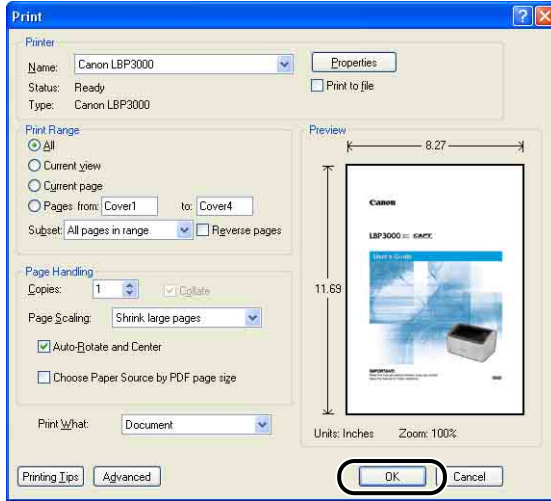 Print
Printer
Name: Canon LBP3000 Properties
Status: Ready Print to file
Type: Canon LBP3000
Print Range
All
Current view
Current page
Pages from: Cover1 to: Cover4
Subset: All pages in range Reverse pages
Page Handling
Copies: 1 Collate
Page Scaling: Shrink large pages
Auto-Rotate and Center
Choose Paper Source by PDF page size
Print What: Document
Preview
8.27
11.69
Canon
LBP3000
User's Guide
IMPORTANT:
Units: Inches Zoom: 100%
Printing Tips Advanced OK Cancel